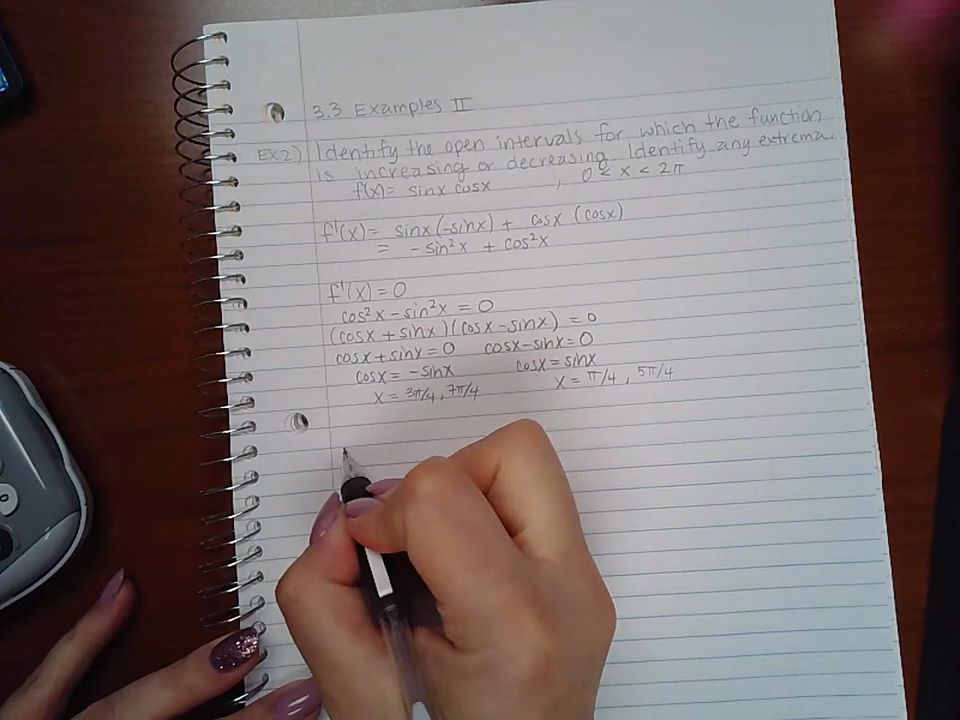 3.3 Examples II
Ex2) Identify the open intervals for which the function
is increasing or decreasing. Identify any extrema.
f(x) = sinx cosx , 0 < x < 2π
f'(x) = sinx(-sinx) + cosx (cosx)
= -sin²x + cos²x
f'(x) = 0
cos²x - sin²x = 0
(cosx + sinx)(cosx - sinx) = 0
cosx + sinx = 0 cosx - sinx = 0
cosx = -sinx cosx = sinx
x = 3π/4, 7π/4 x = π/4, 5π/4